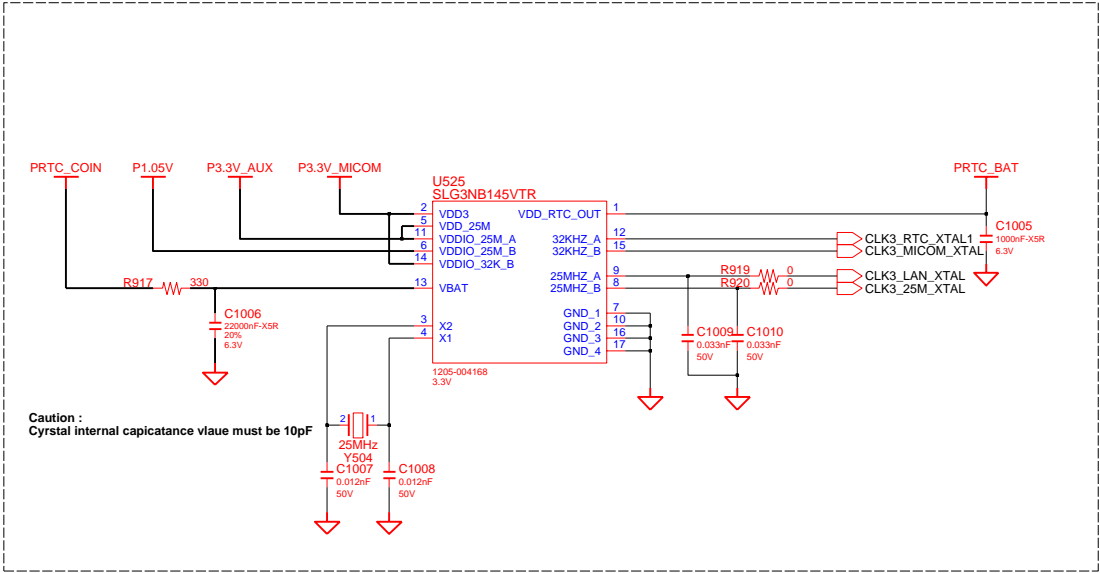 PRTC_COIN
P1.05V
P3.3V_AUX
P3.3V_MICOM
PRTC_BAT
U525
SLG3NB145VTR
2 VDD3
VDD_RTC_OUT 1
5 VDD_25M
11 VDDIO_25M_A
32KHZ_A 12
CLK3_RTC_XTAL1
6 VDDIO_25M_B
32KHZ_B 15
CLK3_MICOM_XTAL
14 VDDIO_32K_B
C1005
1000nF-X5R
6.3V
25MHZ_A 9
R919 0
CLK3_LAN_XTAL
R917 330
13 VBAT
25MHZ_B 8
R920 0
CLK3_25M_XTAL
C1006
22000nF-X5R
20%
6.3V
GND_1 7
3 X2
GND_2 10
4 X1
GND_3 16
GND_4 17
C1009
0.033nF
50V
C1010
0.033nF
50V
1205-004168
3.3V
Caution :
Cyrstal internal capicatance vlaue must be 10pF
2 1
25MHz
Y504
C1007
0.012nF
50V
C1008
0.012nF
50V